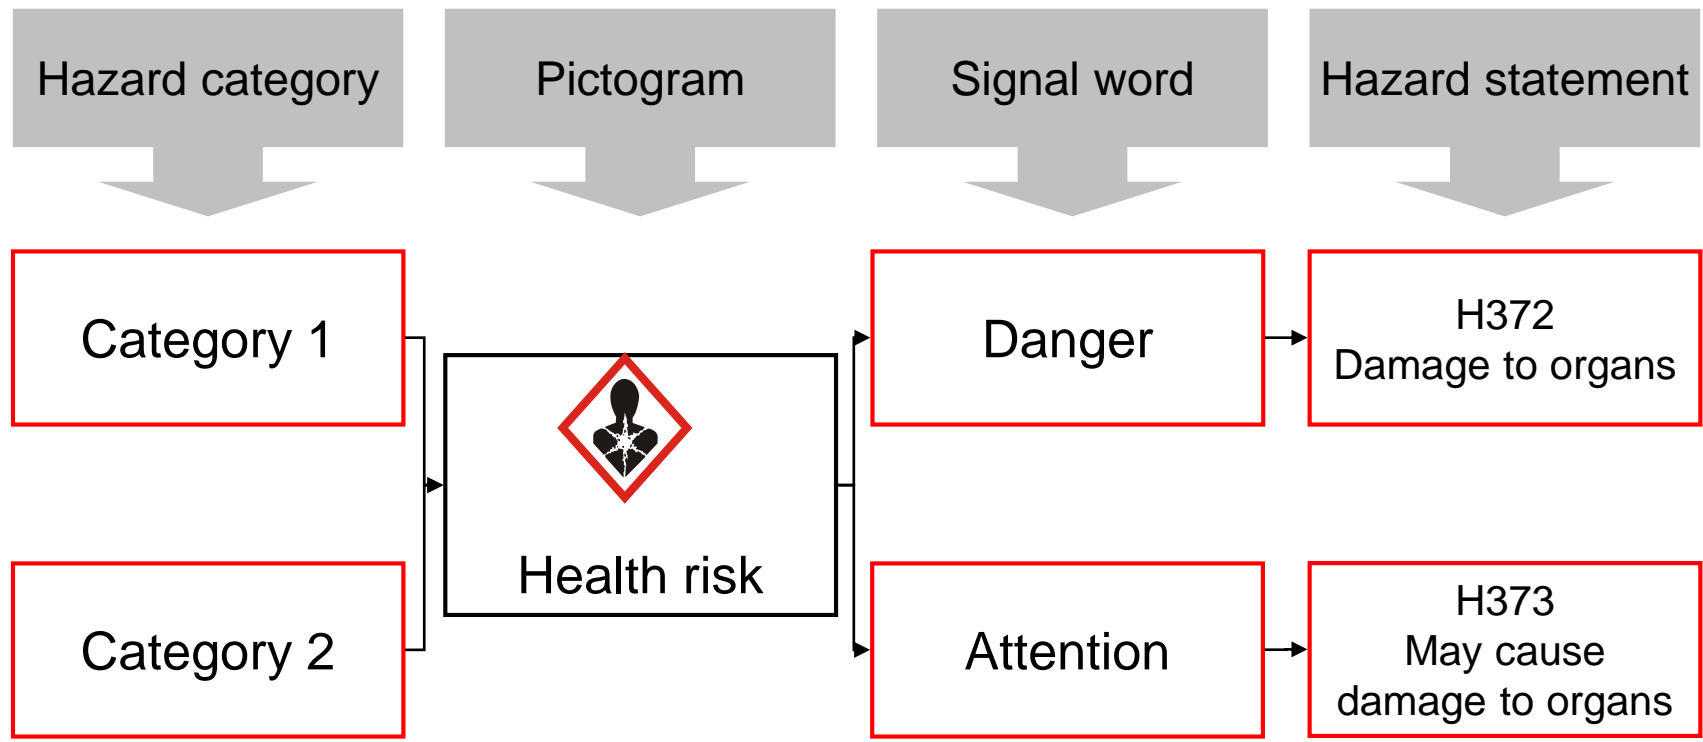 Hazard category
Pictogram
Signal word
Hazard statement
Category 1
Danger
H372
Damage to organs
Health risk
Category 2
Attention
H373
May cause
damage to organs